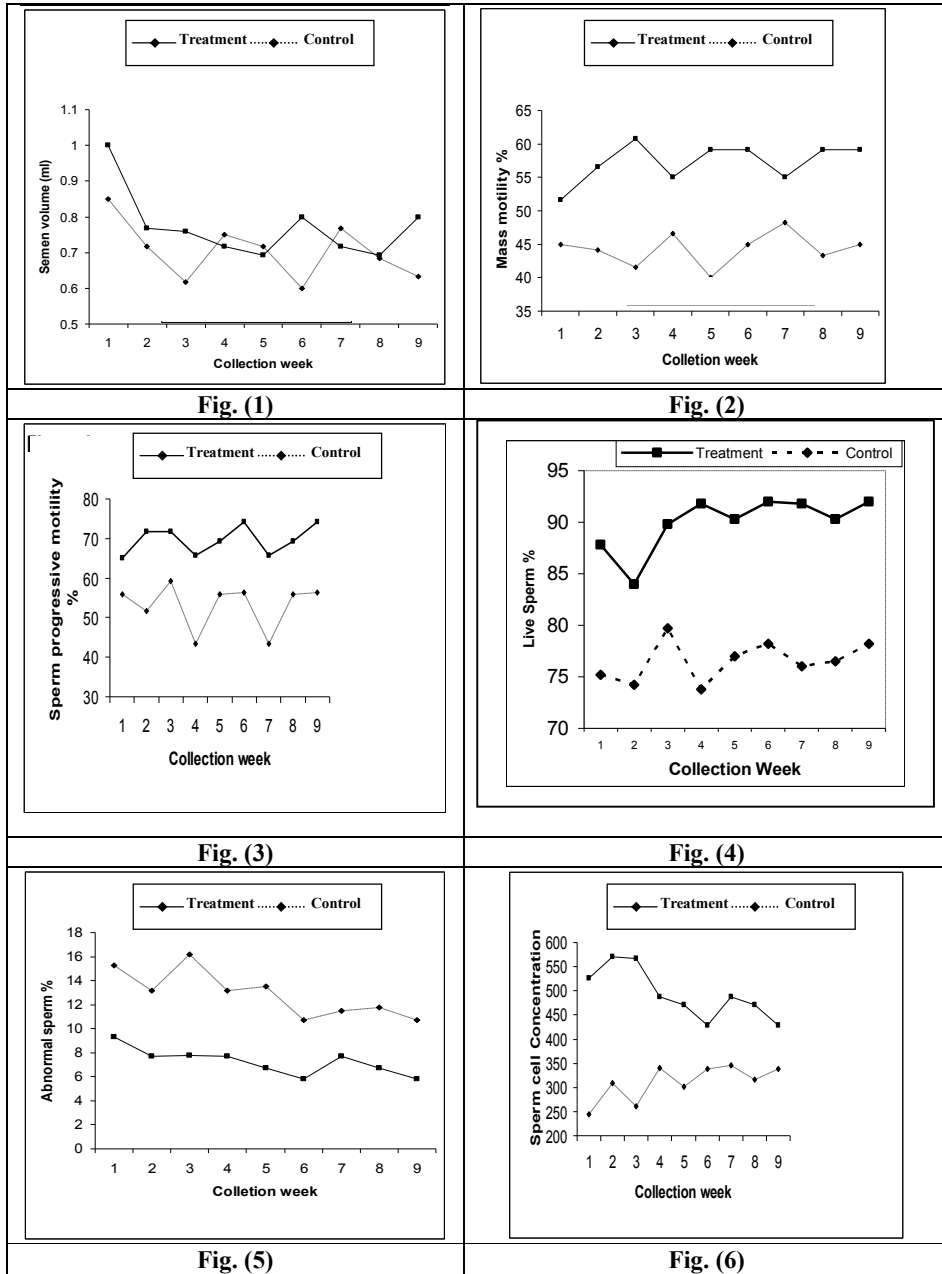 Treatment Control
1.1
1
0.9
0.8
0.7
0.6
0.5
Semen volume (ml)
1 2 3 4 5 6 7 8 9
Collection week
Fig. (1)
Treatment Control
65
60
55
50
45
40
35
Mass motility %
1 2 3 4 5 6 7 8 9
Colletion week
Fig. (2)
Treatment Control
80
70
60
50
40
30
Sperm progressive motility
%
1 2 3 4 5 6 7 8 9
Collection week
Fig. (3)
Treatment Control
95
90
85
80
75
70
Live Sperm %
1 2 3 4 5 6 7 8 9
Collection Week
Fig. (4)
Treatment Control
18
16
14
12
10
8
6
4
2
0
Abnormal sperm %
1 2 3 4 5 6 7 8 9
Colletion week
Fig. (5)
Treatment Control
600
550
500
450
400
350
300
250
200
Sperm cell Concentration
1 2 3 4 5 6 7 8 9
Collection week
Fig. (6)